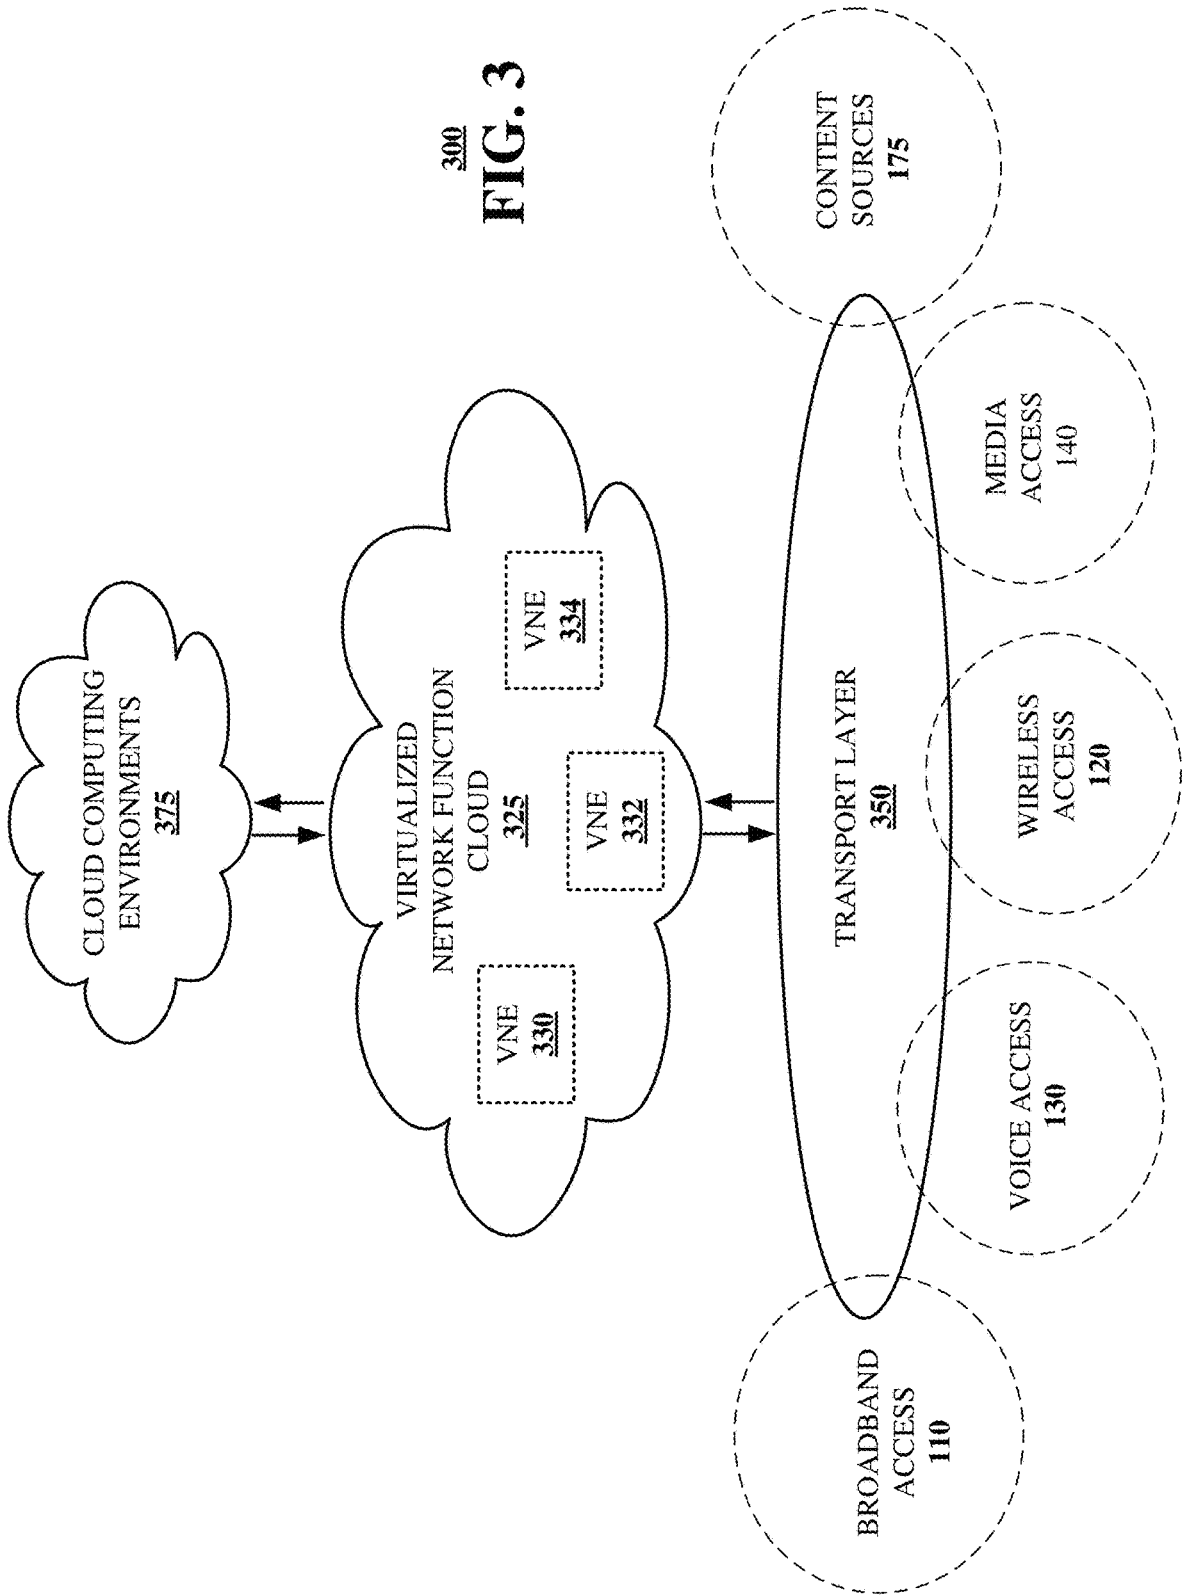 CLOUD COMPUTING
ENVIRONMENTS
375
VIRTUALIZED
NETWORK FUNCTION
CLOUD
325
VNE
330
VNE
332
VNE
334
TRANSPORT LAYER
350
BROADBAND
ACCESS
110
VOICE ACCESS
130
WIRELESS
ACCESS
120
MEDIA
ACCESS
140
CONTENT
SOURCES
175
300
FIG. 3